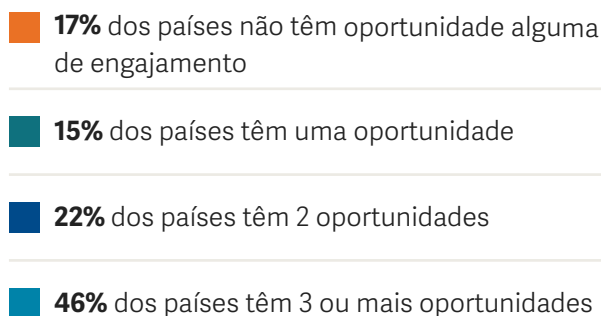 17% dos países não têm oportunidade alguma
de engajamento
15% dos países têm uma oportunidade
22% dos países têm 2 oportunidades
46% dos países têm 3 ou mais oportunidades